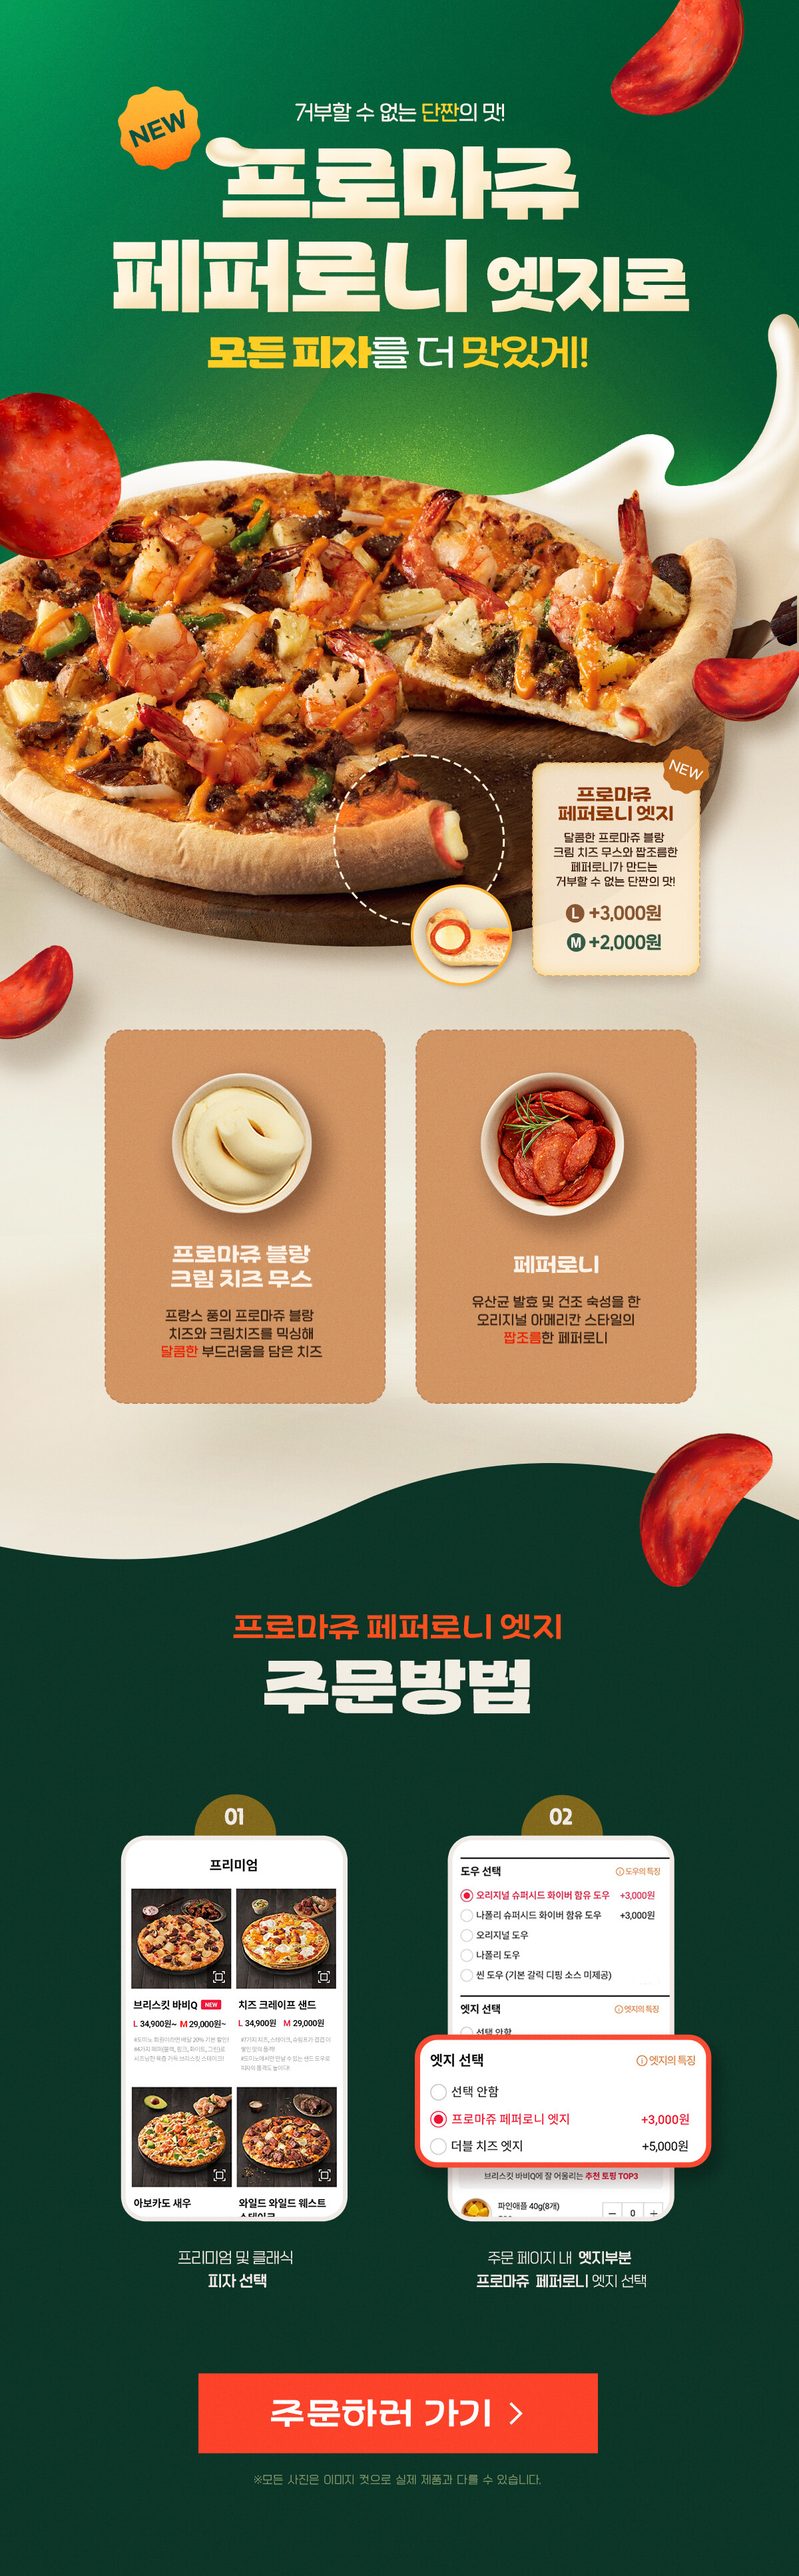 NEW
거부할 수 없는 단짠의 맛!
프로마쥬
페퍼로니 엣지로
모든 피자를 더 맛있게!
NEW
프로마쥬
페퍼로니 엣지
달콤한 프로마쥬 블랑
크림 치즈 무스와 짭조름한
페퍼로니가 만드는
거부할 수 없는 단짠의 맛!
L +3,000원
M +2,000원
프로마쥬 블랑
크림 치즈 무스
프랑스 풍의 프로마쥬 블랑
치즈와 크림치즈를 믹싱해
달콤한 부드러움을 담은 치즈
페퍼로니
유산균 발효 및 건조 숙성을 한
오리지널 아메리칸 스타일의
짭조름한 페퍼로니
프로마쥬 페퍼로니 엣지
주문방법
01
프리미엄
브리스킷 바비Q NEW
L 34,900원~ M 29,000원~
치즈 크레이프 샌드
L 34,900원 M 29,000원
아보카도 새우
와일드 와일드 웨스트
스테이크
프리미엄 및 클래식
피자 선택
02
도우 선택 도우의 특징
오리지널 슈퍼시드 화이버 함유 도우 +3,000원
나폴리 슈퍼시드 화이버 함유 도우 +3,000원
오리지널 도우
나폴리 도우
씬 도우 (기본 갈릭 디핑 소스 미제공)
엣지 선택 엣지의 특징
선택 안함
엣지 선택 엣지의 특징
선택 안함
프로마쥬 페퍼로니 엣지 +3,000원
더블 치즈 엣지 +5,000원
브리스킷 바비Q에 잘 어울리는 추천 토핑 TOP3
파인애플 40g(8개)
0
주문 페이지 내 엣지부분
프로마쥬 페퍼로니 엣지 선택
주문하러 가기 >
※모든 사진은 이미지 컷으로 실제 제품과 다를 수 있습니다.